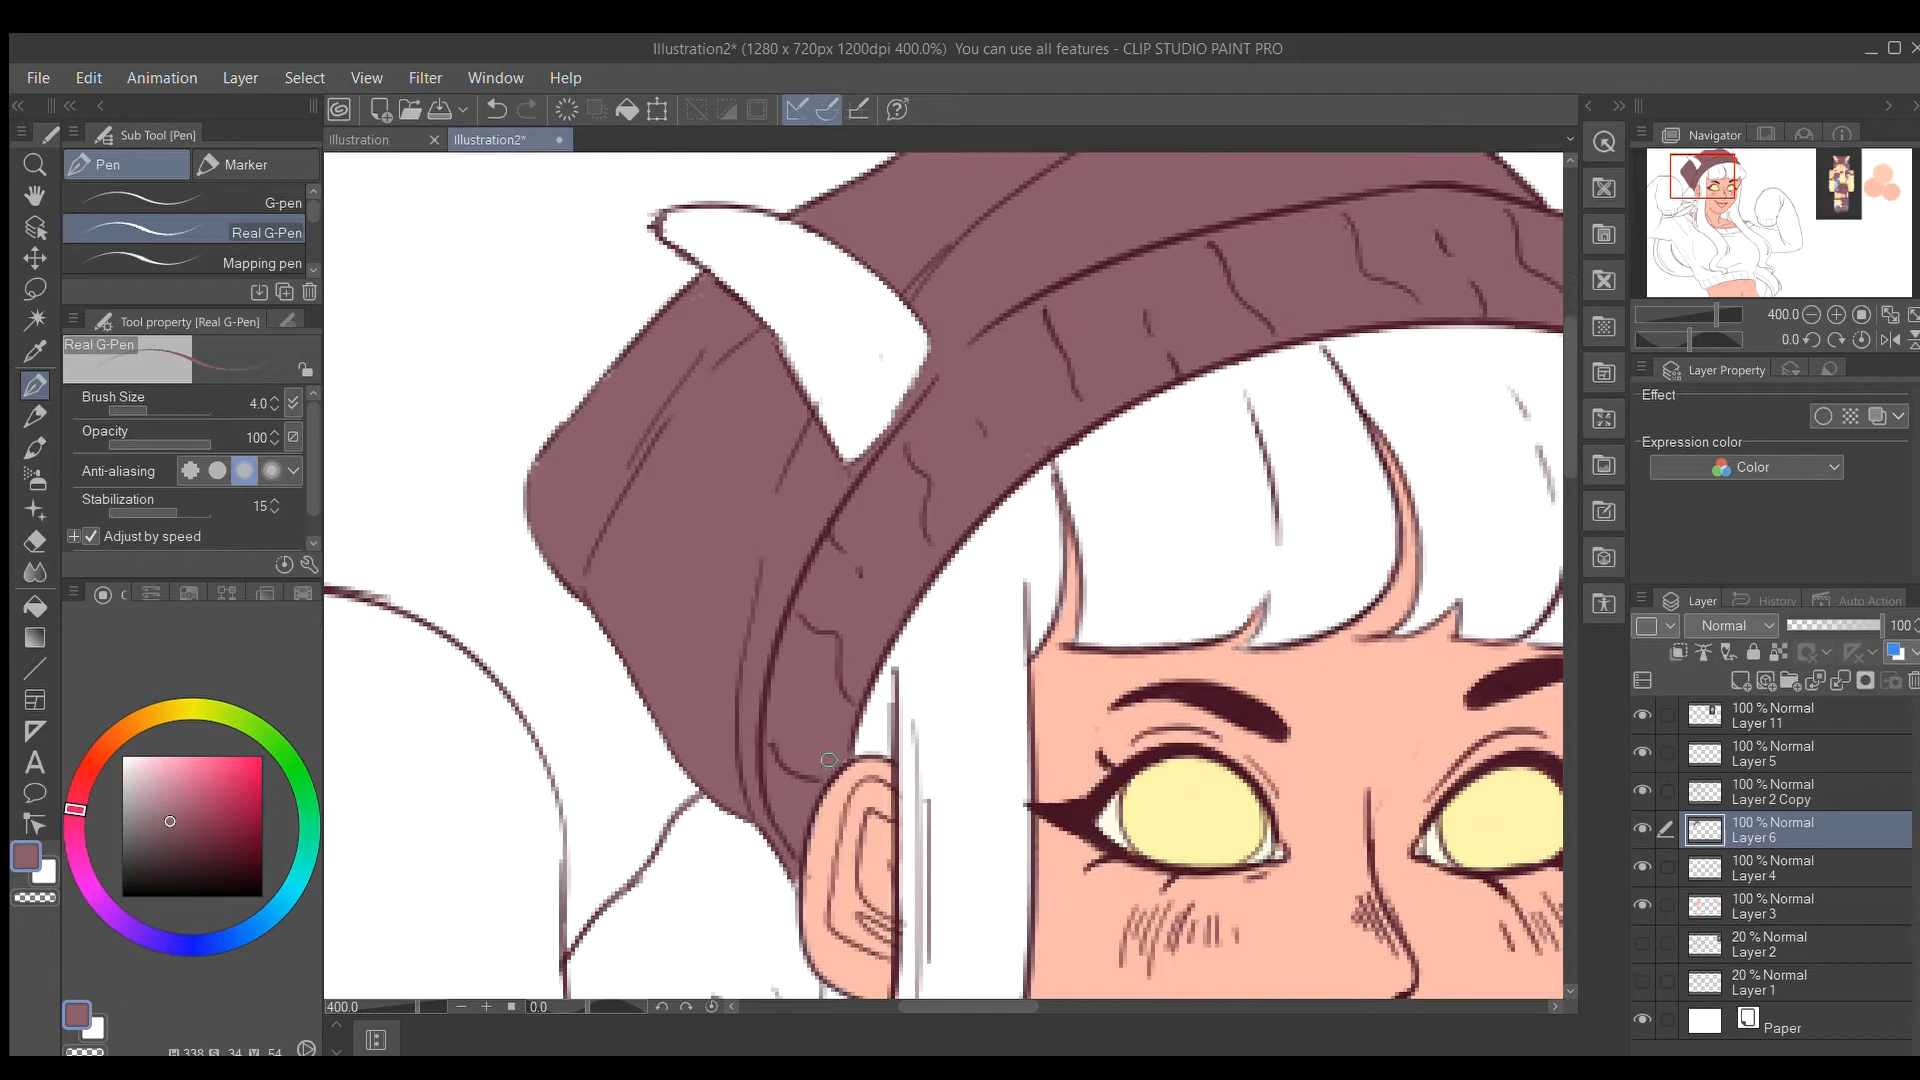 Illustration2* (1280 x 720px 1200dpi 400.0%)  You can use all features - CLIP STUDIO PAINT PRO
File Edit Animation Layer Select View Filter Window Help
Sub Tool [Pen]
Pen
Marker
G-pen
Real G-Pen
Mapping pen
Tool property [Real G-Pen]
Real G-Pen
Brush Size 4.0
Opacity 100
Anti-aliasing
Stabilization 15
Adjust by speed
Illustration
Illustration2*
Navigator
400.0
0.0
Layer Property
Effect
Expression color
Color
Layer History Auto Action
Normal 100
100 % Normal
Layer 11
100 % Normal
Layer 5
100 % Normal
Layer 2 Copy
100 % Normal
Layer 6
100 % Normal
Layer 4
100 % Normal
Layer 3
20 % Normal
Layer 2
20 % Normal
Layer 1
Paper
400.0
0.0
H 338 S 34 V 54